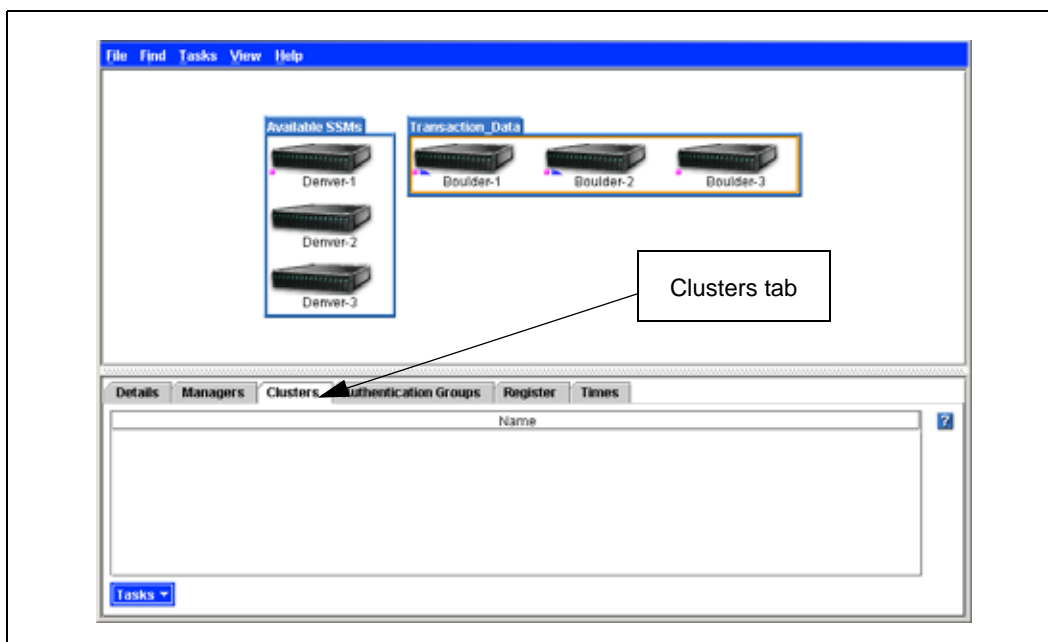 File Find Tasks View Help
Available SSMs
Transaction_Data
Denver-1
Boulder-1
Boulder-2
Boulder-3
Denver-2
Denver-3
Clusters tab
Details Managers Clusters Authentication Groups Register Times
Name
?
Tasks